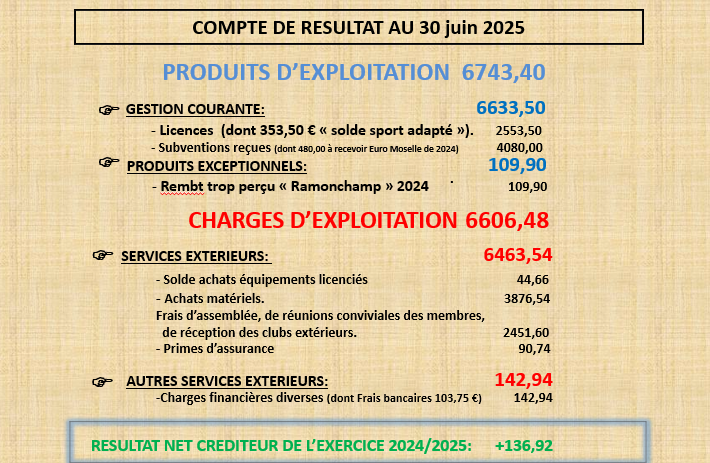 COMPTE DE RESULTAT AU 30 juin 2025
PRODUITS D’EXPLOITATION 6743,40
GESTION COURANTE: 6633,50
- Licences (dont 353,50 € « solde sport adapté »). 2553,50
- Subventions reçues (dont 480,00 à recevoir Euro Moselle de 2024) 4080,00
PRODUITS EXCEPTIONNELS: 109,90
- Rembt trop perçu « Ramonchamp » 2024 109,90
CHARGES D’EXPLOITATION 6606,48
SERVICES EXTERIEURS: 6463,54
- Solde achats équipements licenciés 44,66
- Achats matériels. 3876,54
Frais d’assemblée, de réunions conviviales des membres,
de réception des clubs extérieurs. 2451,60
- Primes d’assurance 90,74
AUTRES SERVICES EXTERIEURS: 142,94
-Charges financières diverses (dont Frais bancaires 103,75 €) 142,94
RESULTAT NET CREDITEUR DE L’EXERCICE 2024/2025: +136,92